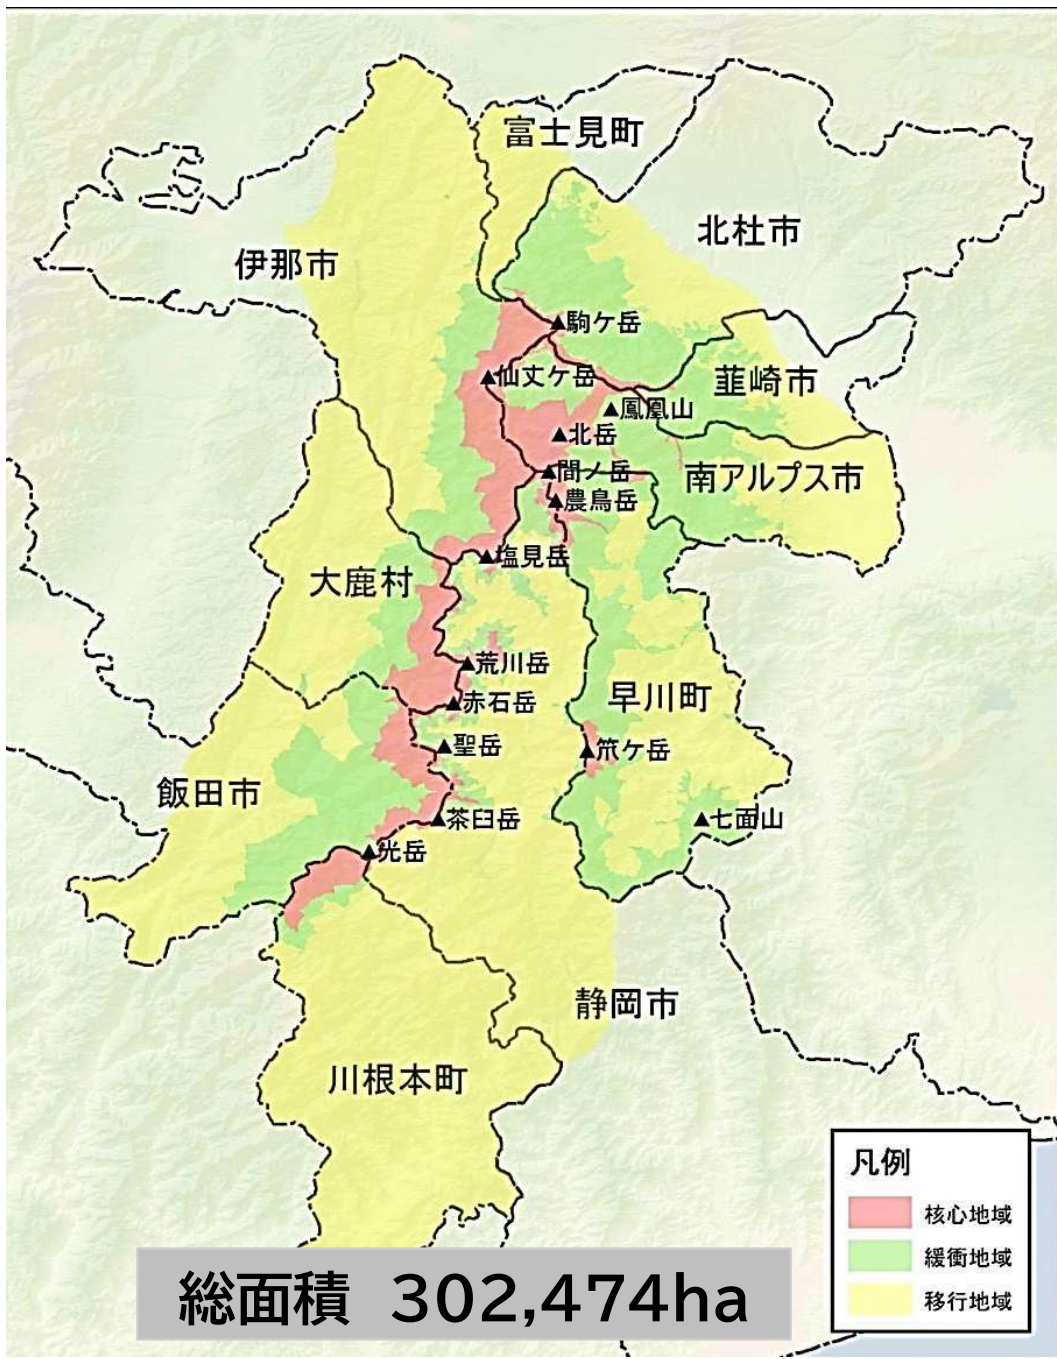 富士見町
北杜市
伊那市
▲駒ケ岳
▲仙丈ケ岳
韮崎市
▲鳳凰山
▲北岳
▲間ノ岳
南アルプス市
▲農鳥岳
▲塩見岳
大鹿村
▲荒川岳
▲赤石岳
早川町
▲聖岳
▲笊ケ岳
飯田市
▲茶臼岳
▲七面山
▲光岳
静岡市
川根本町
凡例
核心地域
緩衝地域
移行地域
総面積 302,474ha